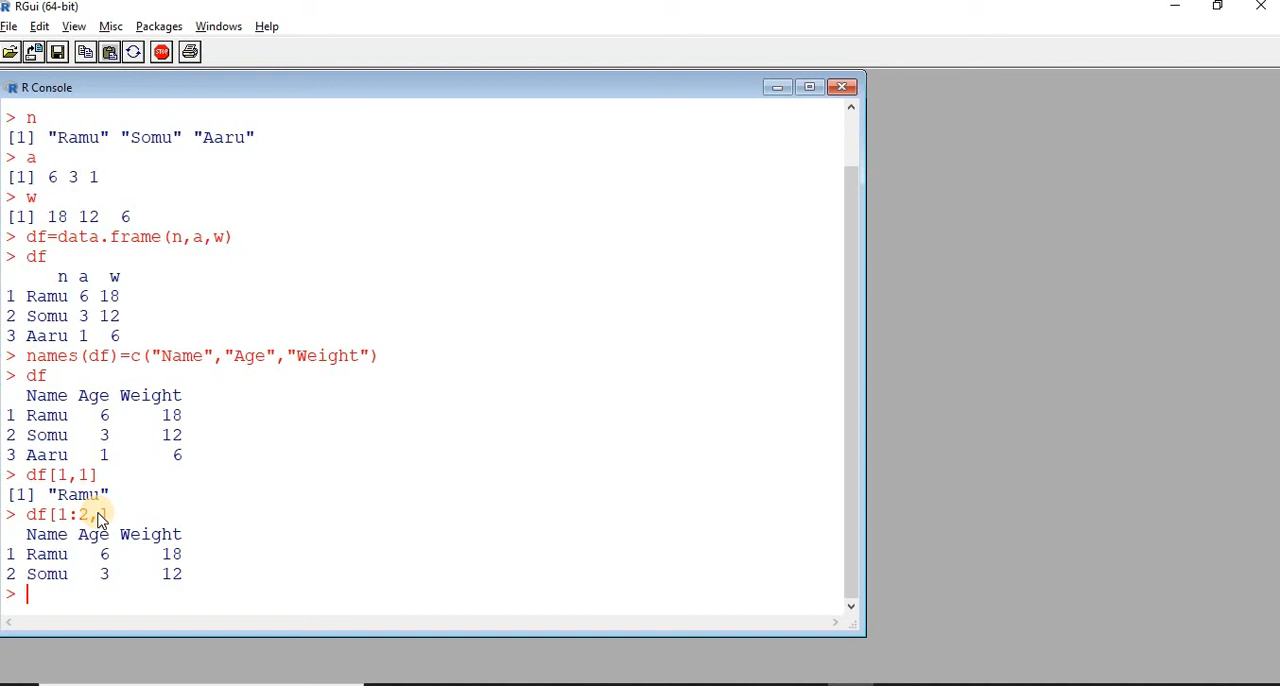 RGui (64-bit)
File Edit View Misc Packages Windows Help
STOP
R Console
> n
[1] "Ramu" "Somu" "Aaru"
> a
[1] 6 3 1
> w
[1] 18 12  6
> df=data.frame(n,a,w)
> df
     n a  w
1 Ramu 6 18
2 Somu 3 12
3 Aaru 1  6
> names(df)=c("Name","Age","Weight")
> df
  Name Age Weight
1 Ramu   6     18
2 Somu   3     12
3 Aaru   1      6
> df[1,1]
[1] "Ramu"
> df[1:2,]
  Name Age Weight
1 Ramu   6     18
2 Somu   3     12
>